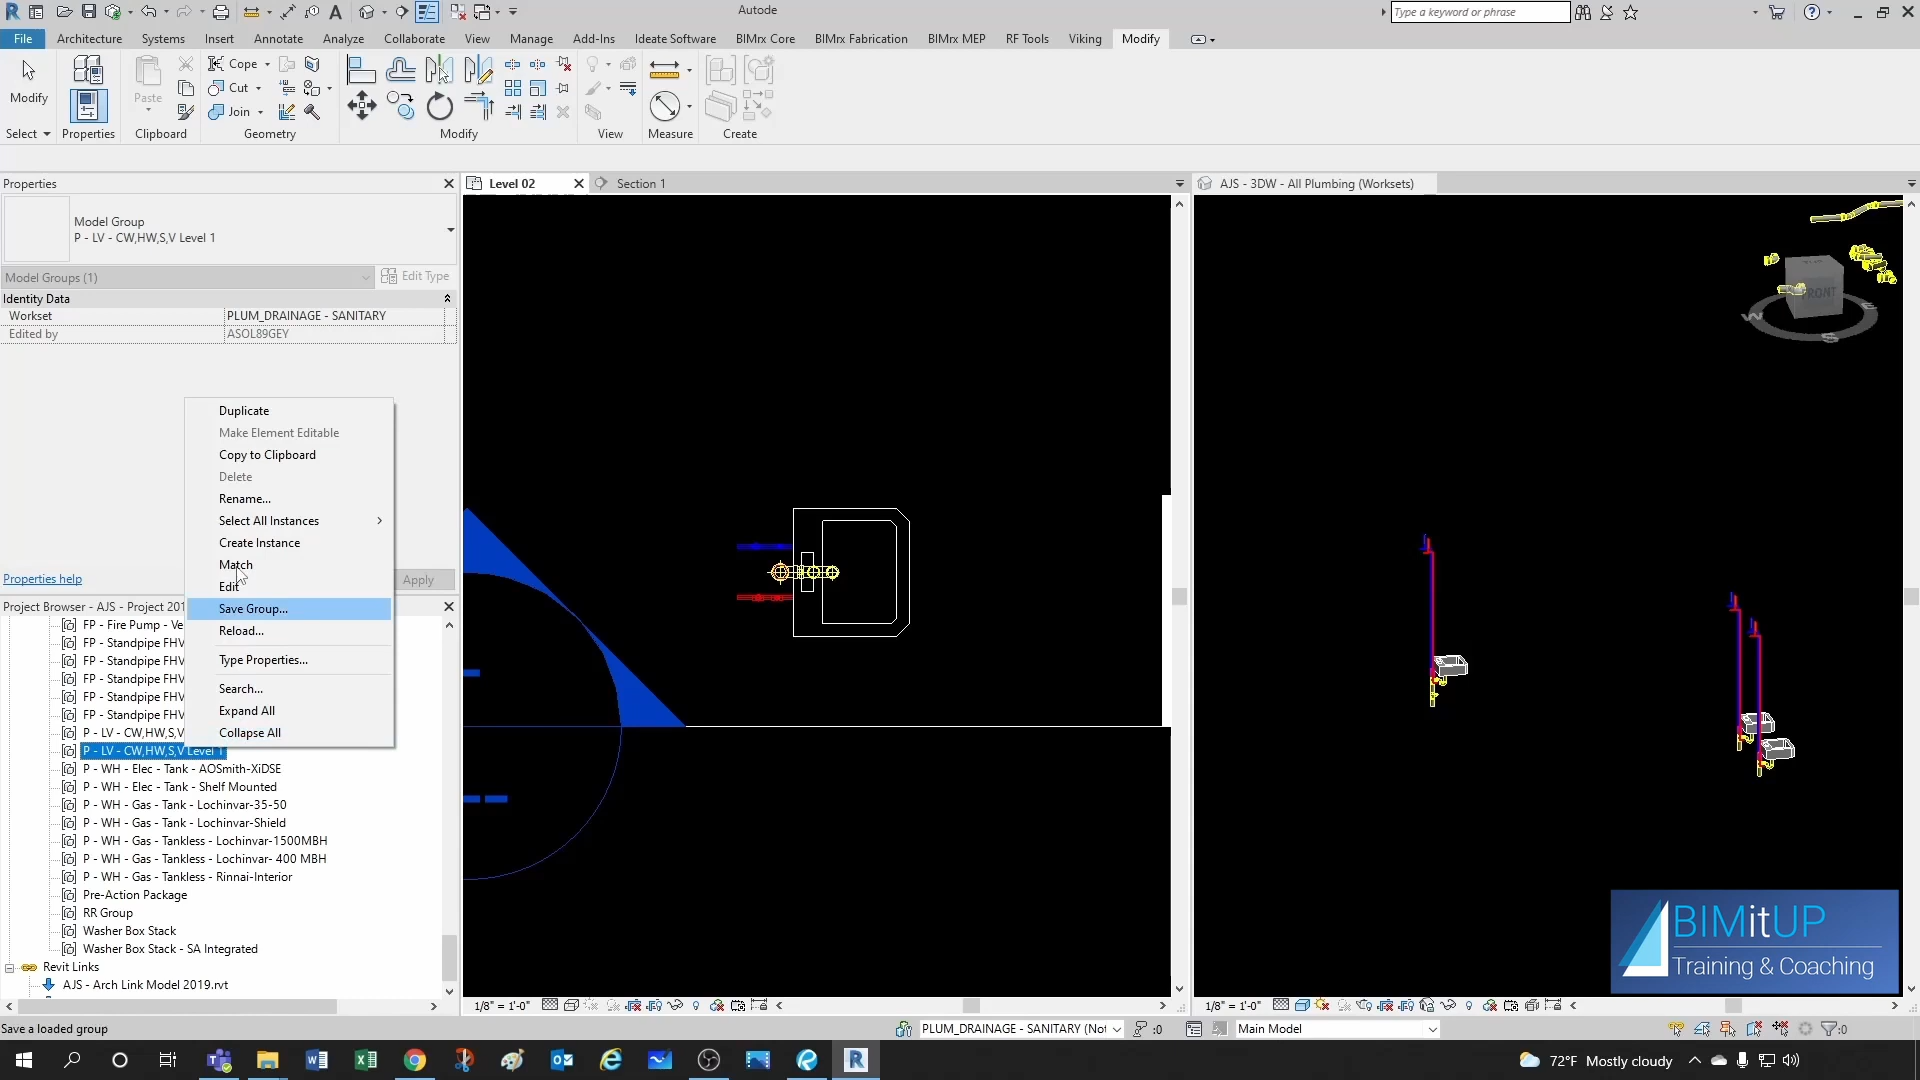 Autode
Type a keyword or phrase
File Architecture Systems Insert Annotate Analyze Collaborate View Manage Add-Ins Ideate Software BIMrx Core BIMrx Fabrication BIMrx MEP RF Tools Viking Modify
Modify Paste Cope Cut Join
Select Properties Clipboard Geometry Modify View Measure Create
Properties
Level 02
Section 1
AJS - 3DW - All Plumbing (Worksets)
Model Group
P - LV - CW,HW,S,V Level 1
Model Groups (1)
Edit Type
Identity Data
Workset PLUM_DRAINAGE - SANITARY
Edited by ASOL89GEY
FRONT
W
S
E
Duplicate
Make Element Editable
Copy to Clipboard
Delete
Rename...
Select All Instances
Create Instance
Match
Edit
Save Group...
Reload...
Type Properties...
Search...
Expand All
Collapse All
Properties help
Apply
Project Browser - AJS - Project 201
FP - Fire Pump - Ve
FP - Standpipe FHV
FP - Standpipe FHV
FP - Standpipe FHV
FP - Standpipe FHV
FP - Standpipe FHV
P - LV - CW,HW,S,V
P - LV - CW,HW,S,V Level 1
P - WH - Elec - Tank - AOSmith-XiDSE
P - WH - Elec - Tank - Shelf Mounted
P - WH - Gas - Tank - Lochinvar-35-50
P - WH - Gas - Tank - Lochinvar-Shield
P - WH - Gas - Tankless - Lochinvar-1500MBH
P - WH - Gas - Tankless - Lochinvar- 400 MBH
P - WH - Gas - Tankless - Rinnai-Interior
Pre-Action Package
RR Group
Washer Box Stack
Washer Box Stack - SA Integrated
Revit Links
AJS - Arch Link Model 2019.rvt
BIMitUP
Training & Coaching
1/8" = 1'-0"
1/8" = 1'-0"
Save a loaded group
PLUM_DRAINAGE - SANITARY (Not
:0
Main Model
:0
72°F Mostly cloudy